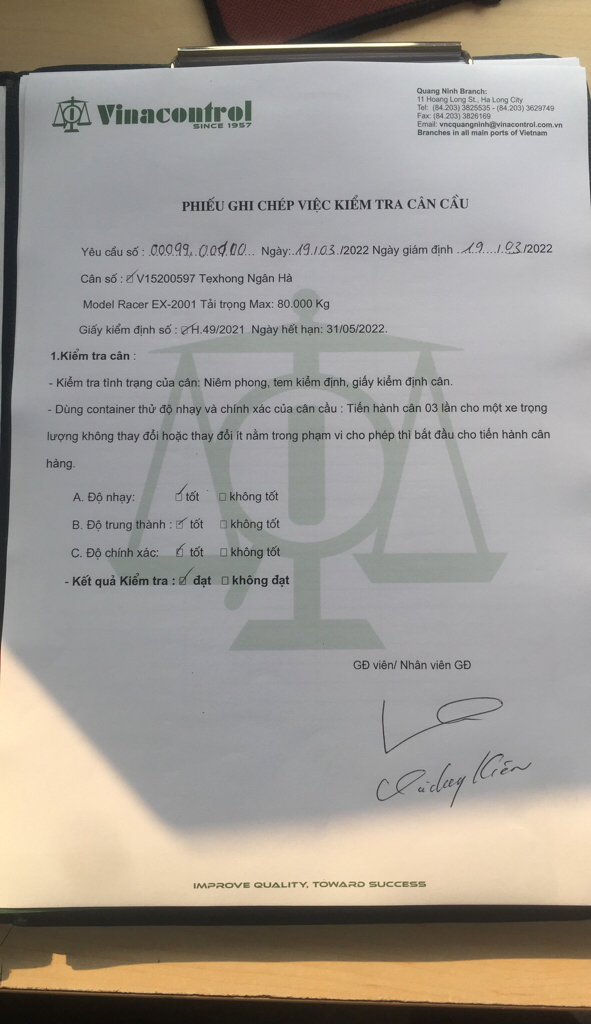 Vinacontrol
SINCE 1957
Quang Ninh Branch:
11 Hoang Long St., Ha Long City
Tel: (84.203) 3825535 - (84.203) 3629749
Fax: (84.203) 3826169
Email: vncquangninh@vinacontrol.com.vn
Branches in all main ports of Vietnam
PHIẾU GHI CHÉP VIỆC KIỂM TRA CÂN CẦU
Yêu cầu số : 00099, Ngày: 19/03/2022 Ngày giám định 19/03/2022
Cân số : ☑ V15200597 Texhong Ngân Hà
Model Racer EX-2001 Tải trọng Max: 80.000 Kg
Giấy kiểm định số : ☑ H.49/2021 Ngày hết hạn: 31/05/2022.
1.Kiểm tra cân :
- Kiểm tra tình trạng của cân: Niêm phong, tem kiểm định, giấy kiểm định cân.
- Dùng container thử độ nhạy và chính xác của cân cầu : Tiến hành cân 03 lần cho một xe trọng
lượng không thay đổi hoặc thay đổi ít nằm trong phạm vi cho phép thì bắt đầu cho tiến hành cân
hàng.
A. Độ nhạy: ☑ tốt ☐ không tốt
B. Độ trung thành : ☑ tốt ☐ không tốt
C. Độ chính xác: ☑ tốt ☐ không tốt
- Kết quả Kiểm tra : ☑ đạt ☐ không đạt
GĐ viên/ Nhân viên GĐ
Kiên
IMPROVE QUALITY, TOWARD SUCCESS